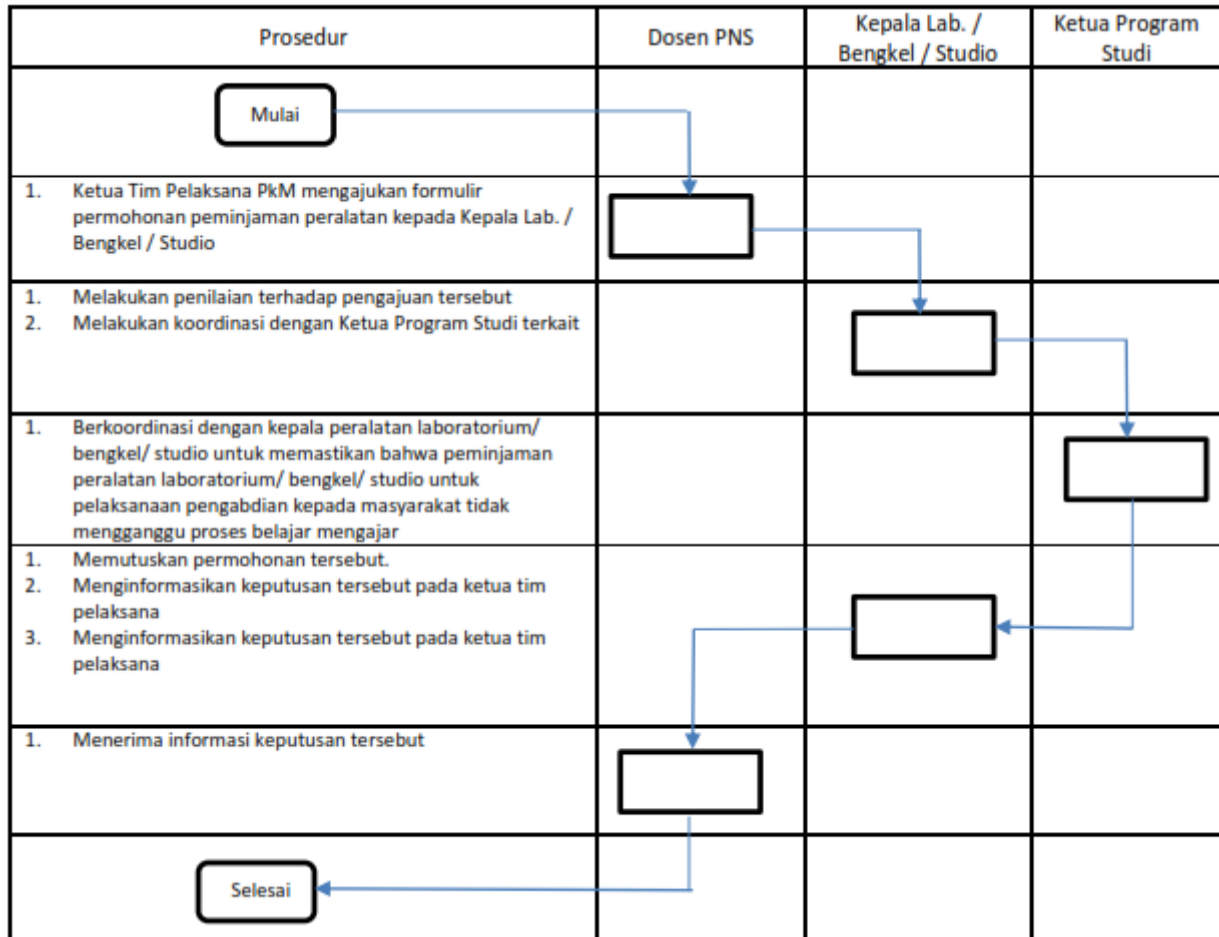 Prosedur
Dosen PNS
Kepala Lab. /
Bengkel / Studio
Ketua Program
Studi
Mulai
1. Ketua Tim Pelaksana PkM mengajukan formulir
permohonan peminjaman peralatan kepada Kepala Lab. /
Bengkel / Studio
1. Melakukan penilaian terhadap pengajuan tersebut
2. Melakukan koordinasi dengan Ketua Program Studi terkait
1. Berkoordinasi dengan kepala peralatan laboratorium/
bengkel/ studio untuk memastikan bahwa peminjaman
peralatan laboratorium/ bengkel/ studio untuk
pelaksanaan pengabdian kepada masyarakat tidak
mengganggu proses belajar mengajar
1. Memutuskan permohonan tersebut.
2. Menginformasikan keputusan tersebut pada ketua tim
pelaksana
3. Menginformasikan keputusan tersebut pada ketua tim
pelaksana
1. Menerima informasi keputusan tersebut
Selesai